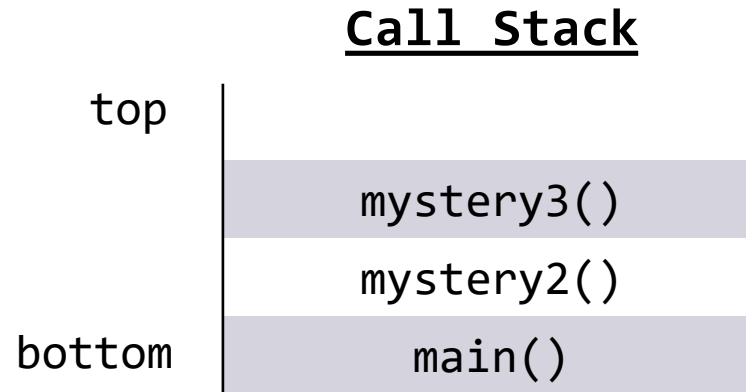 Call Stack
top
mystery3()
mystery2()
bottom main()